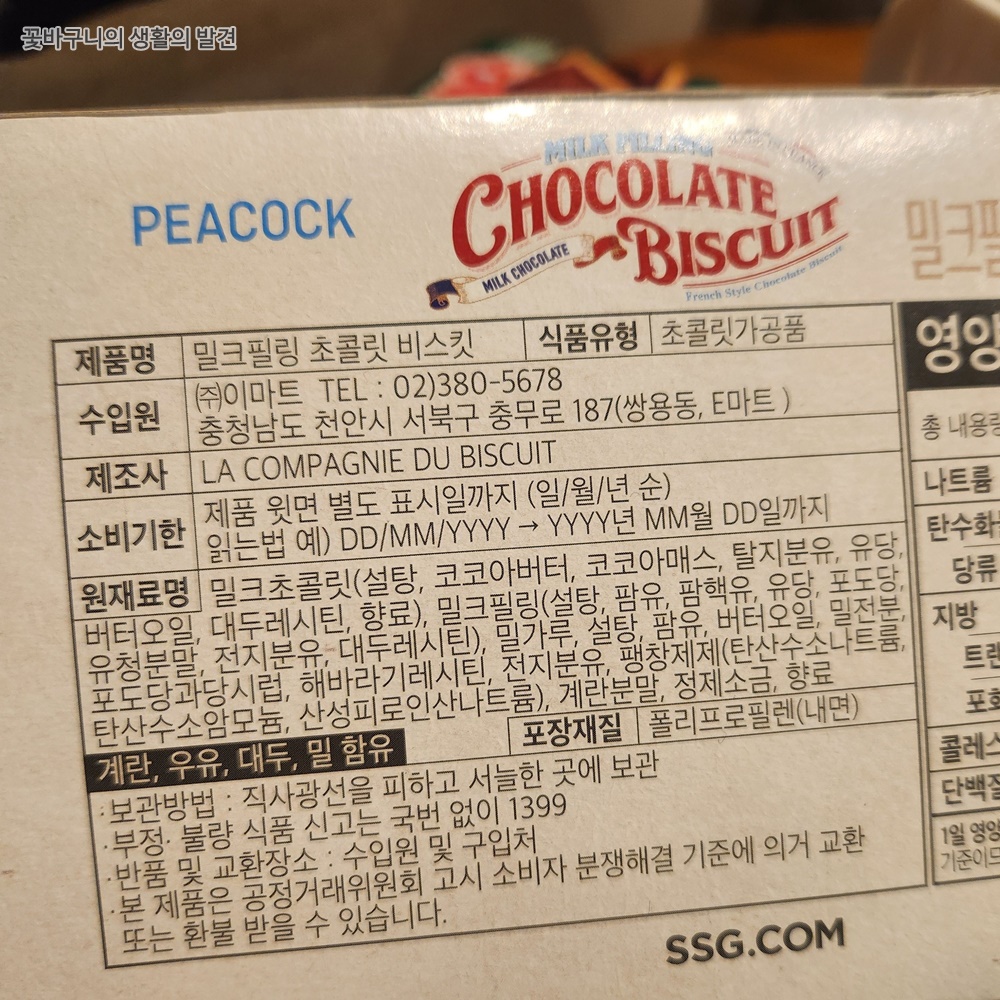 꽃바구니의 생활의 발견
MILK FILLING
PEACOCK
CHOCOLATE
BISCUIT
MILK CHOCOLATE
French Style Chocolate Biscuit
밀크필
제품명 밀크필링 초콜릿 비스킷 식품유형 초콜릿가공품
수입원 ㈜이마트 TEL : 02)380-5678
충청남도 천안시 서북구 충무로 187(쌍용동, E마트 )
제조사 LA COMPAGNIE DU BISCUIT
소비기한 제품 윗면 별도 표시일까지 (일/월/년 순)
읽는법 예) DD/MM/YYYY → YYYY년 MM월 DD일까지
원재료명 밀크초콜릿(설탕, 코코아버터, 코코아매스, 탈지분유, 유당,
버터오일, 대두레시틴, 향료), 밀크필링(설탕, 팜유, 팜핵유, 유당, 포도당,
유청분말, 전지분유, 대두레시틴), 밀가루, 설탕, 팜유, 버터오일, 밀전분,
포도당과당시럽, 해바라기레시틴, 전지분유, 팽창제제(탄산수소나트륨,
탄산수소암모늄, 산성피로인산나트륨), 계란분말, 정제소금, 향료
계란, 우유, 대두, 밀 함유 포장재질 폴리프로필렌(내면)
·보관방법 : 직사광선을 피하고 서늘한 곳에 보관
·부정· 불량 식품 신고는 국번 없이 1399
·반품 및 교환장소 : 수입원 및 구입처
·본 제품은 공정거래위원회 고시 소비자 분쟁해결 기준에 의거 교환
또는 환불 받을 수 있습니다.
SSG.COM
영양
총 내용량
나트륨
탄수화
당류
지방
트랜
포화
콜레스
단백질
1일 영양
기준이므